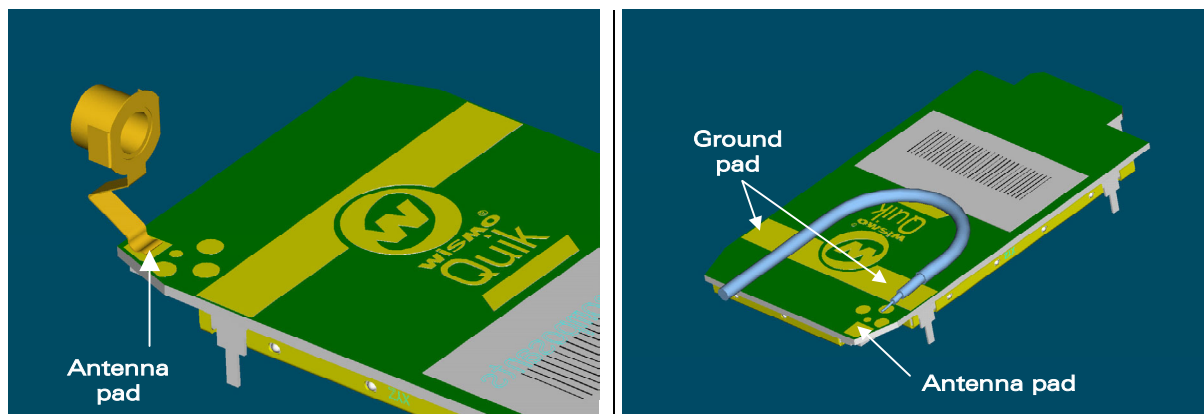 WISMO®
Quik
Antenna
pad
Ground
pad
Quik
WISMO
Antenna pad